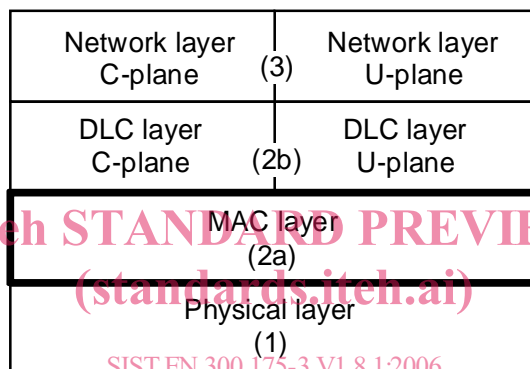 Network layer Network layer
C-plane (3) U-plane
DLC layer DLC layer
C-plane (2b) U-plane
MAC layer
eh STANDARD PREVIE
(2a)
(standards.iteh.ai)
Physical layer
(1)
SIST EN 300 175-3 V1.8.1:2006